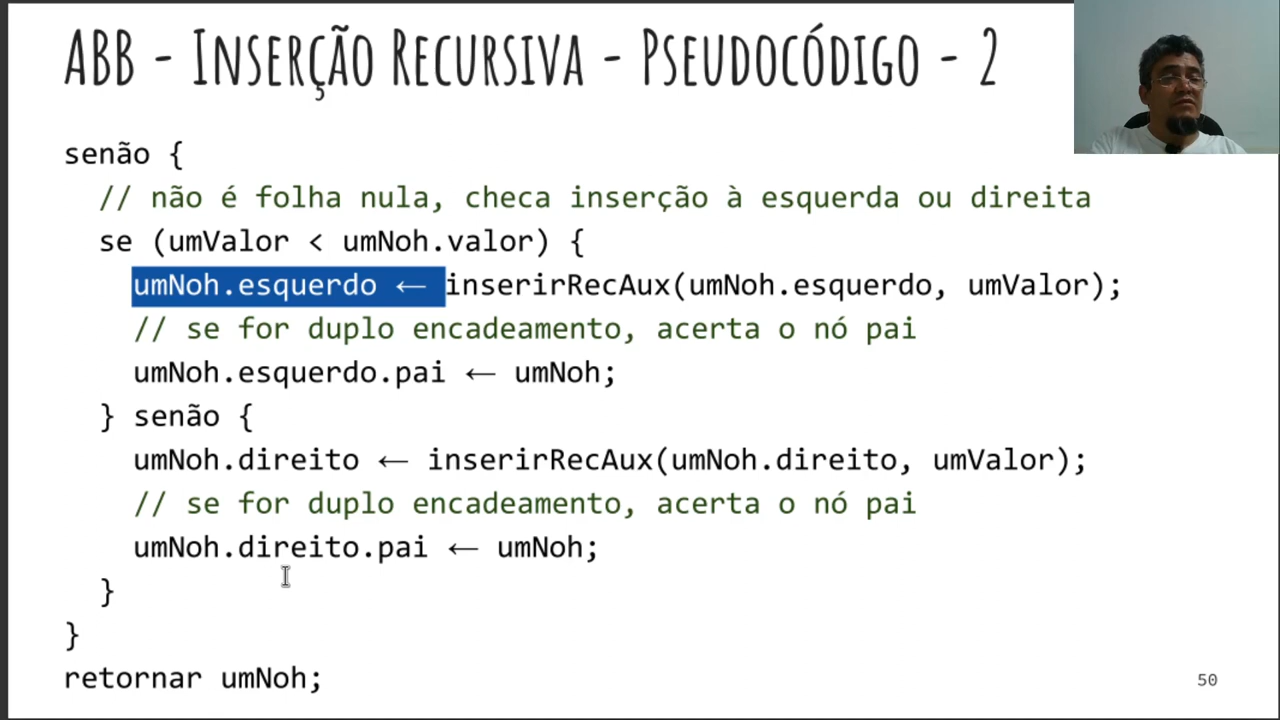 ABB - Inserção Recursiva - Pseudocódigo - 2
senão {
// não é folha nula, checa inserção à esquerda ou direita
se (umValor < umNoh.valor) {
umNoh.esquerdo ← inserirRecAux(umNoh.esquerdo, umValor);
// se for duplo encadeamento, acerta o nó pai
umNoh.esquerdo.pai ← umNoh;
} senão {
umNoh.direito ← inserirRecAux(umNoh.direito, umValor);
// se for duplo encadeamento, acerta o nó pai
umNoh.direito.pai ← umNoh;
}
}
retornar umNoh;
50